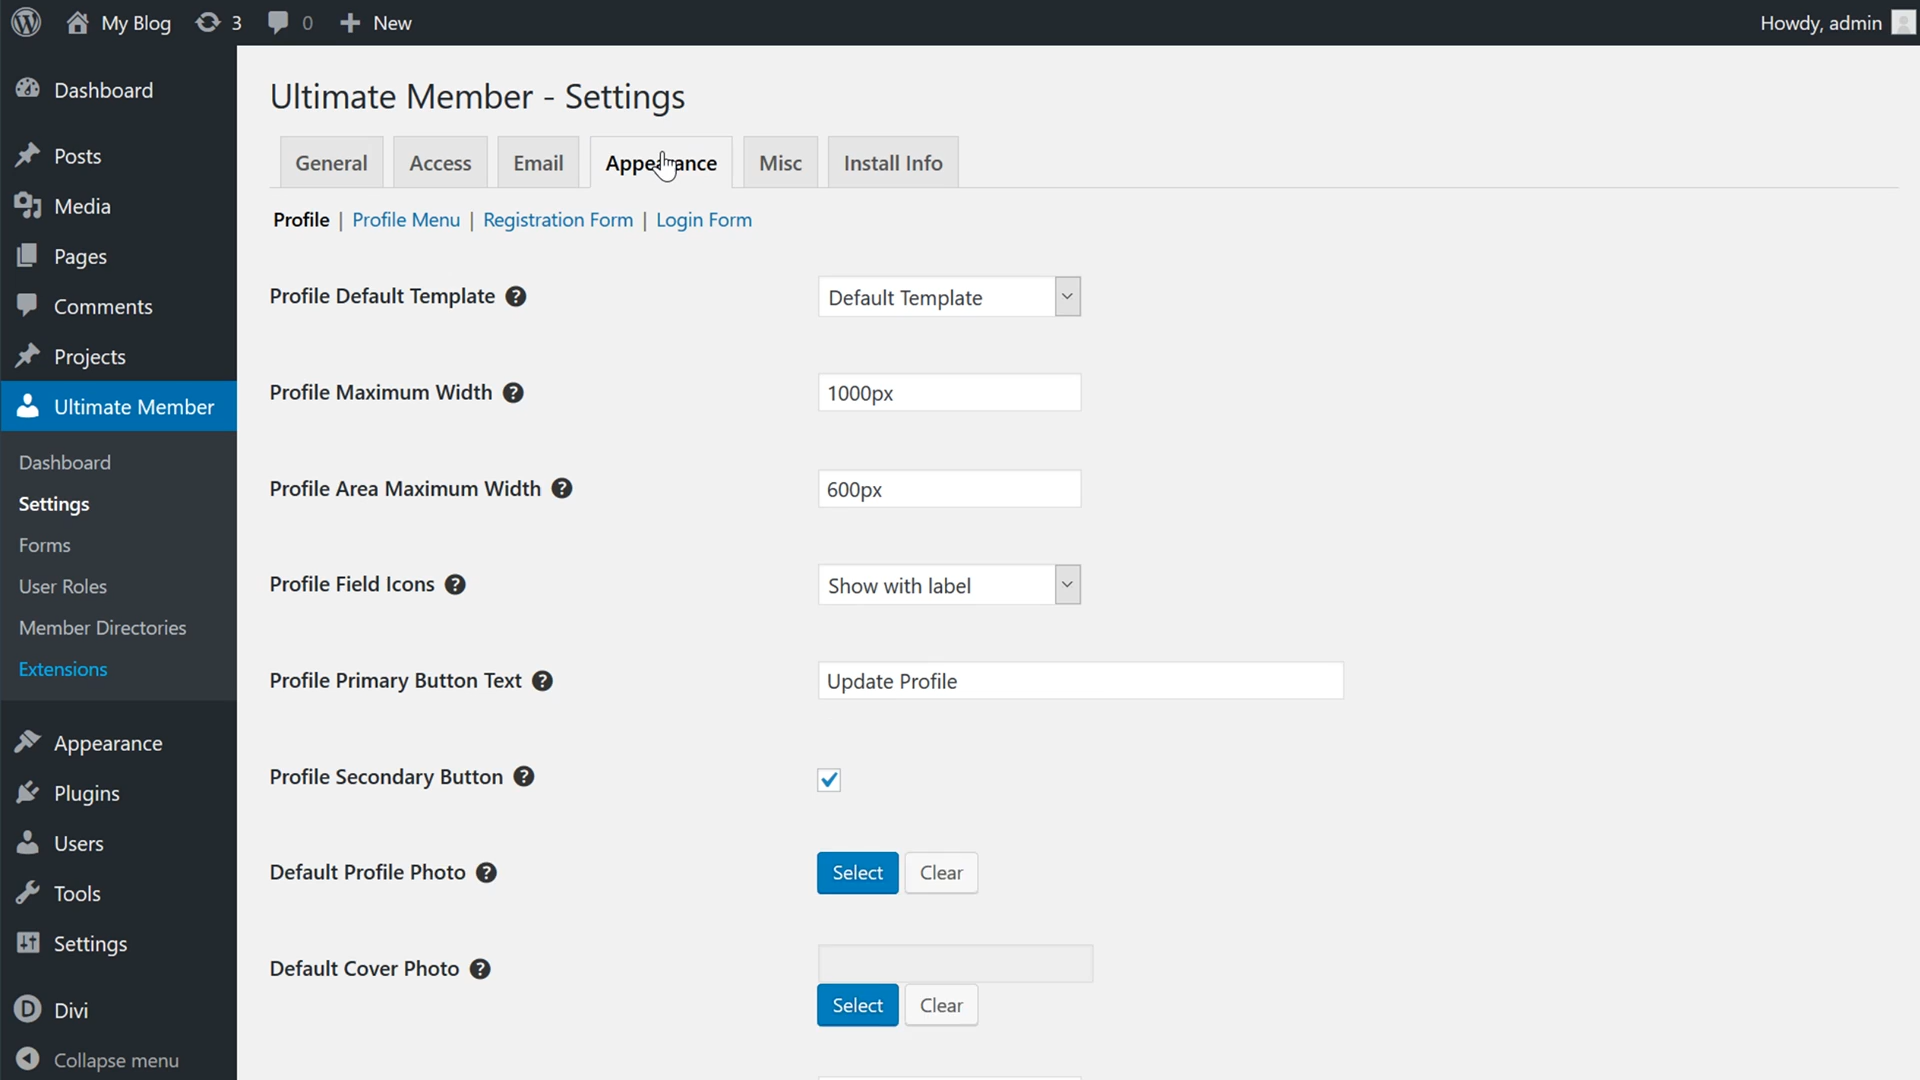 My Blog 3 0 New Howdy, admin
Dashboard
Posts
Media
Pages
Comments
Projects
Ultimate Member
Dashboard
Settings
Forms
User Roles
Member Directories
Extensions
Appearance
Plugins
Users
Tools
Settings
Divi
Collapse menu
Ultimate Member - Settings
General Access Email Appearance Misc Install Info
Profile | Profile Menu | Registration Form | Login Form
Profile Default Template ? Default Template
Profile Maximum Width ? 1000px
Profile Area Maximum Width ? 600px
Profile Field Icons ? Show with label
Profile Primary Button Text ? Update Profile
Profile Secondary Button ?
Default Profile Photo ? Select Clear
Default Cover Photo ?
Select Clear